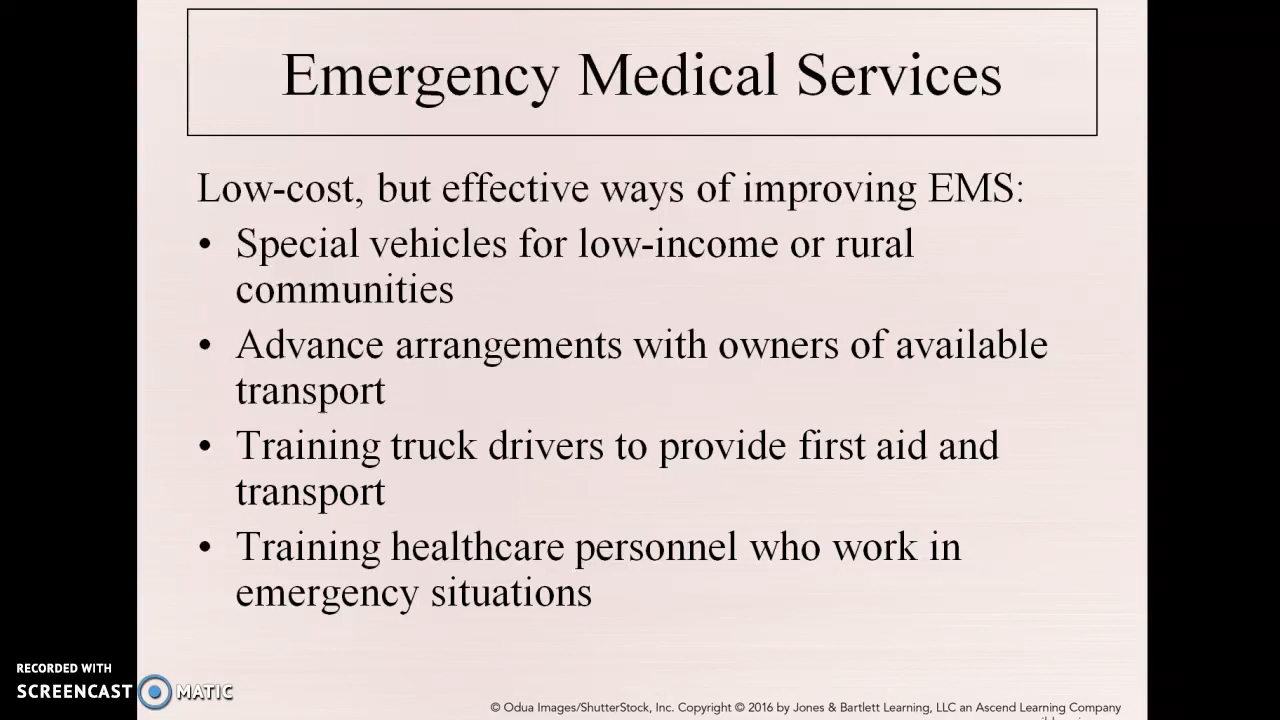 Emergency Medical Services
Low-cost, but effective ways of improving EMS:
• Special vehicles for low-income or rural
communities
• Advance arrangements with owners of available
transport
• Training truck drivers to provide first aid and
transport
• Training healthcare personnel who work in
emergency situations
RECORDED WITH
SCREENCAST MATIC
© Odua Images/ShutterStock, Inc. Copyright © 2016 by Jones & Bartlett Learning, LLC an Ascend Learning Company